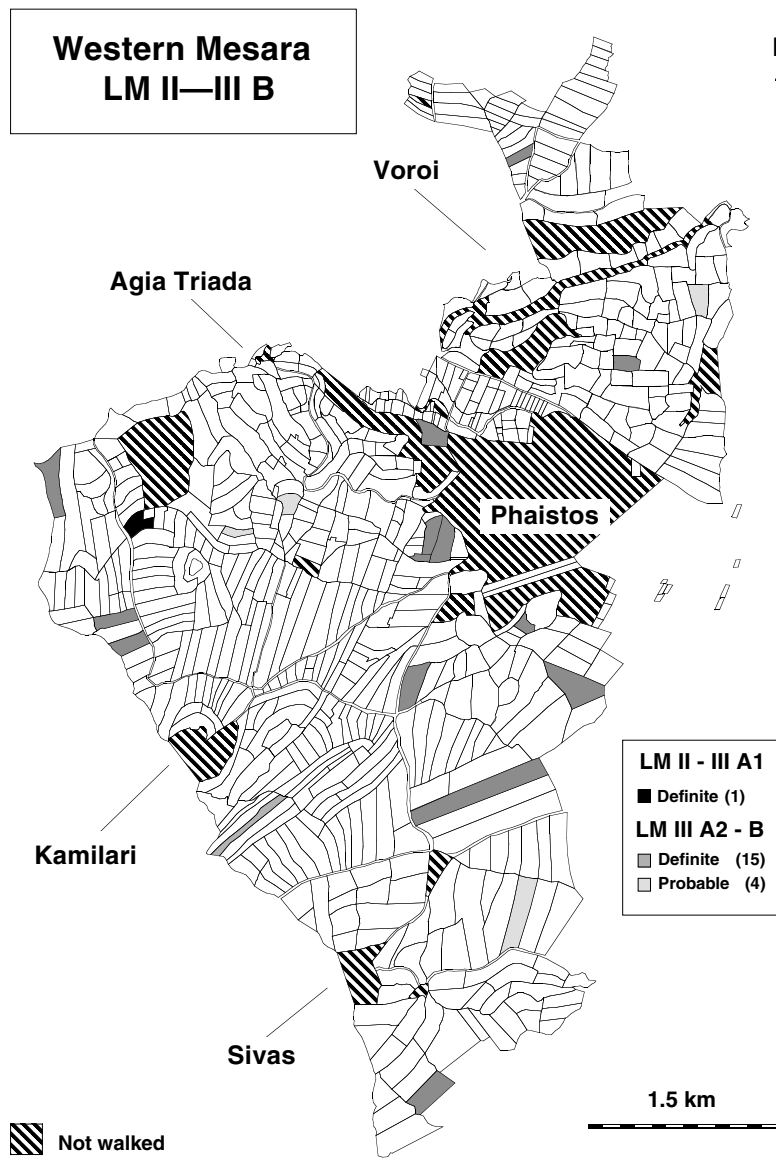 Western Mesara
LM II—III B
Voroi
Agia Triada
Phaistos
LM II - III A1
Definite (1)
LM III A2 - B
Definite (15)
Probable (4)
Kamilari
Sivas
1.5 km
Not walked